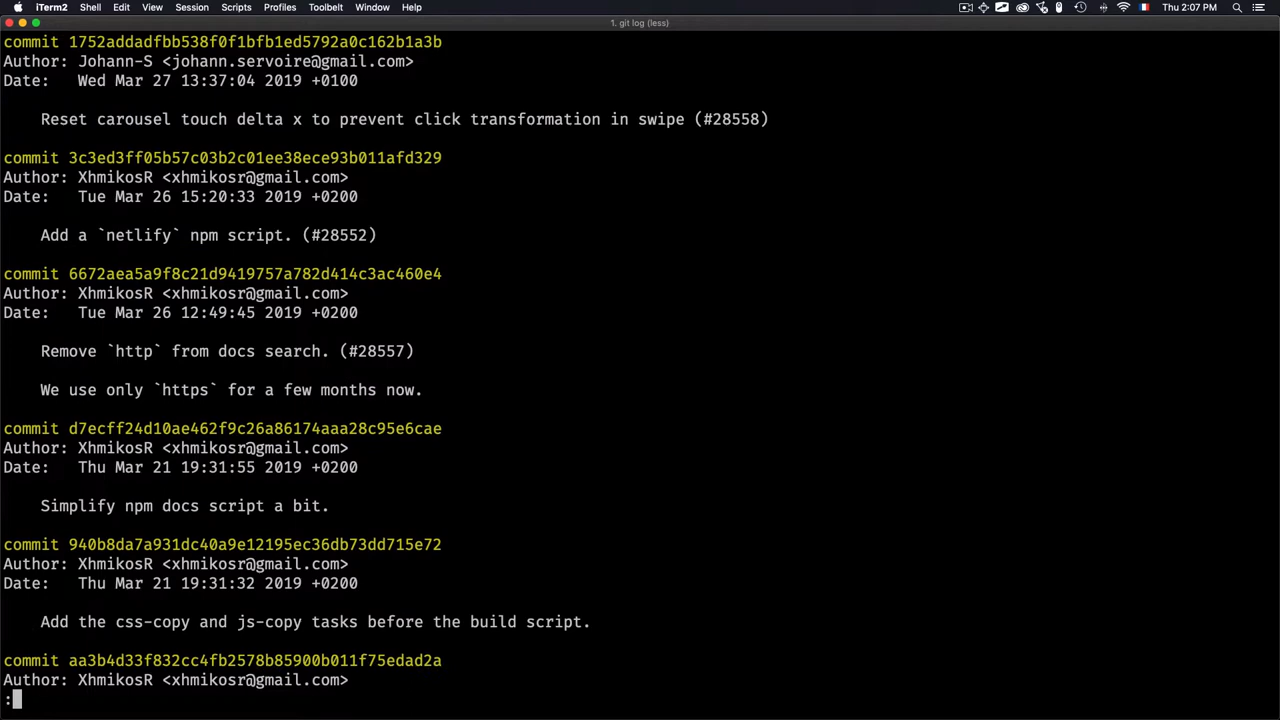 iTerm2 Shell Edit View Session Scripts Profiles Toolbelt Window Help Thu 2:07 PM
1. git log (less)
commit 1752addadfbb538f0f1bfb1ed5792a0c162b1a3b
Author: Johann-S <johann.servoire@gmail.com>
Date:   Wed Mar 27 13:37:04 2019 +0100
    Reset carousel touch delta x to prevent click transformation in swipe (#28558)
commit 3c3ed3ff05b57c03b2c01ee38ece93b011afd329
Author: XhmikosR <xhmikosr@gmail.com>
Date:   Tue Mar 26 15:20:33 2019 +0200
    Add a `netlify` npm script. (#28552)
commit 6672aea5a9f8c21d9419757a782d414c3ac460e4
Author: XhmikosR <xhmikosr@gmail.com>
Date:   Tue Mar 26 12:49:45 2019 +0200
    Remove `http` from docs search. (#28557)
    We use only `https` for a few months now.
commit d7ecff24d10ae462f9c26a86174aaa28c95e6cae
Author: XhmikosR <xhmikosr@gmail.com>
Date:   Thu Mar 21 19:31:55 2019 +0200
    Simplify npm docs script a bit.
commit 940b8da7a931dc40a9e12195ec36db73dd715e72
Author: XhmikosR <xhmikosr@gmail.com>
Date:   Thu Mar 21 19:31:32 2019 +0200
    Add the css-copy and js-copy tasks before the build script.
commit aa3b4d33f832cc4fb2578b85900b011f75edad2a
Author: XhmikosR <xhmikosr@gmail.com>
: